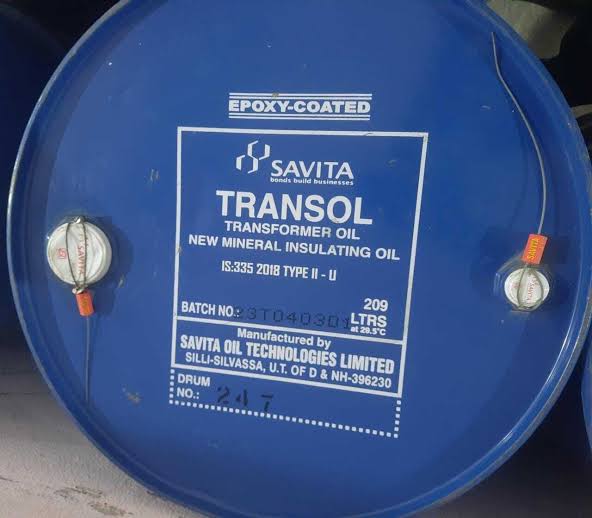 EPOXY-COATED
SAVITA
bonds build businesses
TRANSOL
TRANSFORMER OIL
NEW MINERAL INSULATING OIL
IS:335 2018 TYPE II - U
BATCH NO.: 23T0403D1 209 LTRS
at 29.5°C
Manufactured by
SAVITA OIL TECHNOLOGIES LIMITED
SILLI-SILVASSA, U.T. OF D & NH-396230
DRUM
NO.: 247
SAVITA